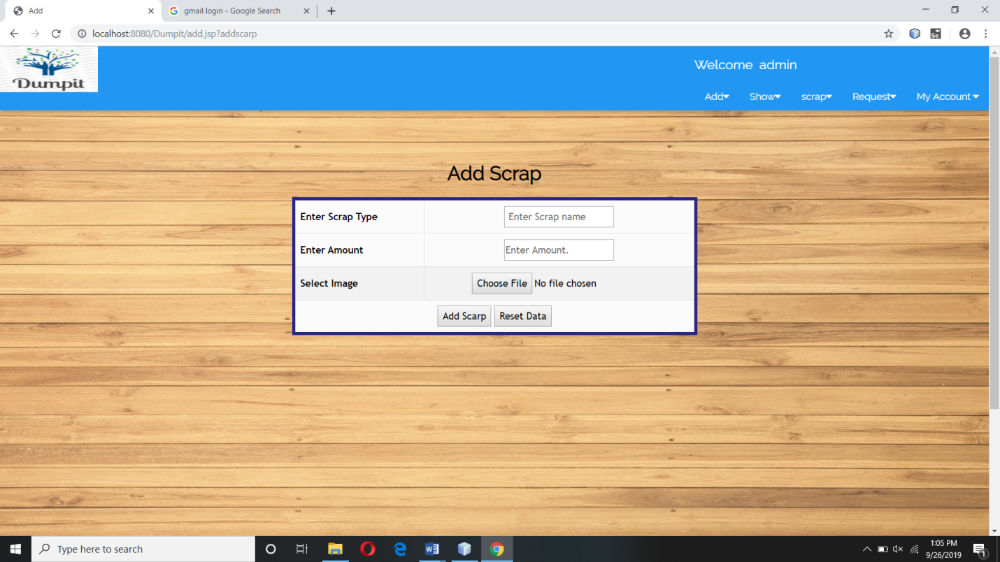 Add
gmail login - Google Search
localhost:8080/Dumpit/add.jsp?addscarp
Se
Dumpit
Welcome admin
Add Show scrap Request My Account
Add Scrap
Enter Scrap Type Enter Scrap name
Enter Amount Enter Amount.
Select Image Choose File No file chosen
Add Scarp Reset Data
Type here to search
1:05 PM
9/26/2019
1